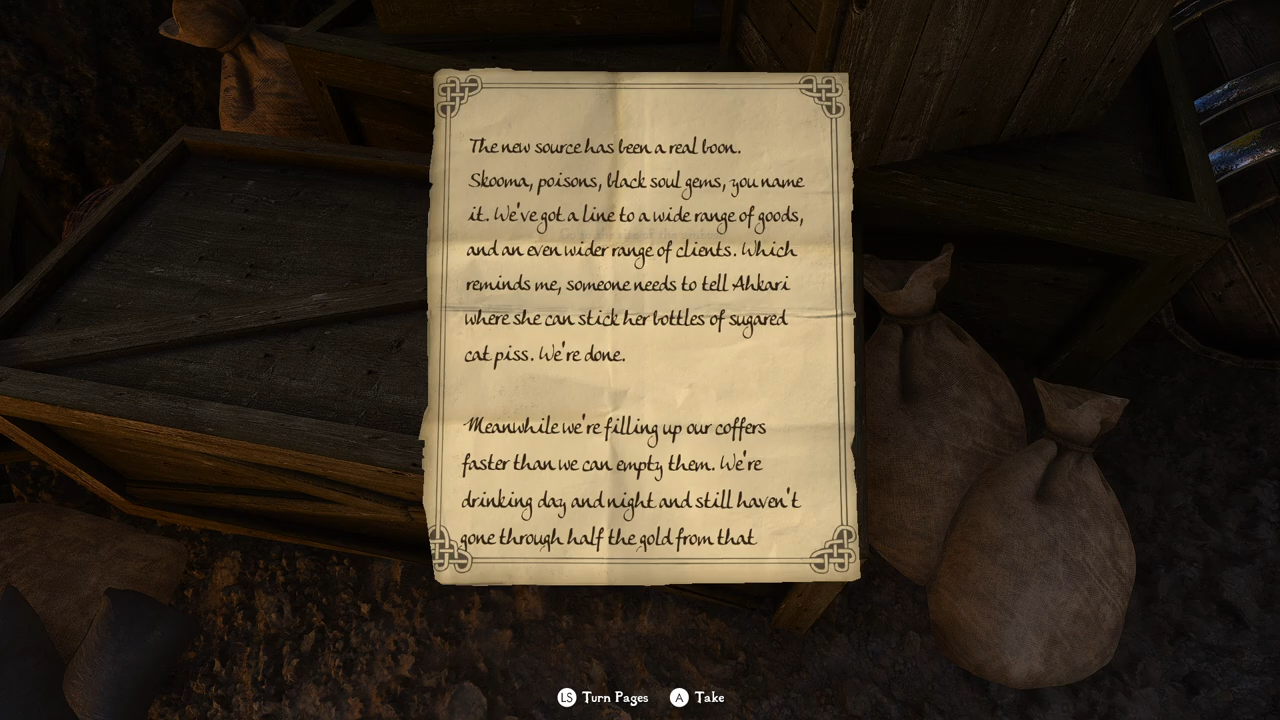 The new source has been a real boon.
Skooma, poisons, black soul gems, you name
it. We've got a line to a wide range of goods,
and an even wider range of clients. Which
reminds me, someone needs to tell Ahkari
where she can stick her bottles of sugared
cat piss. We're done.
Meanwhile we're filling up our coffers
faster than we can empty them. We're
drinking day and night and still haven't
gone through half the gold from that
LS Turn Pages A Take